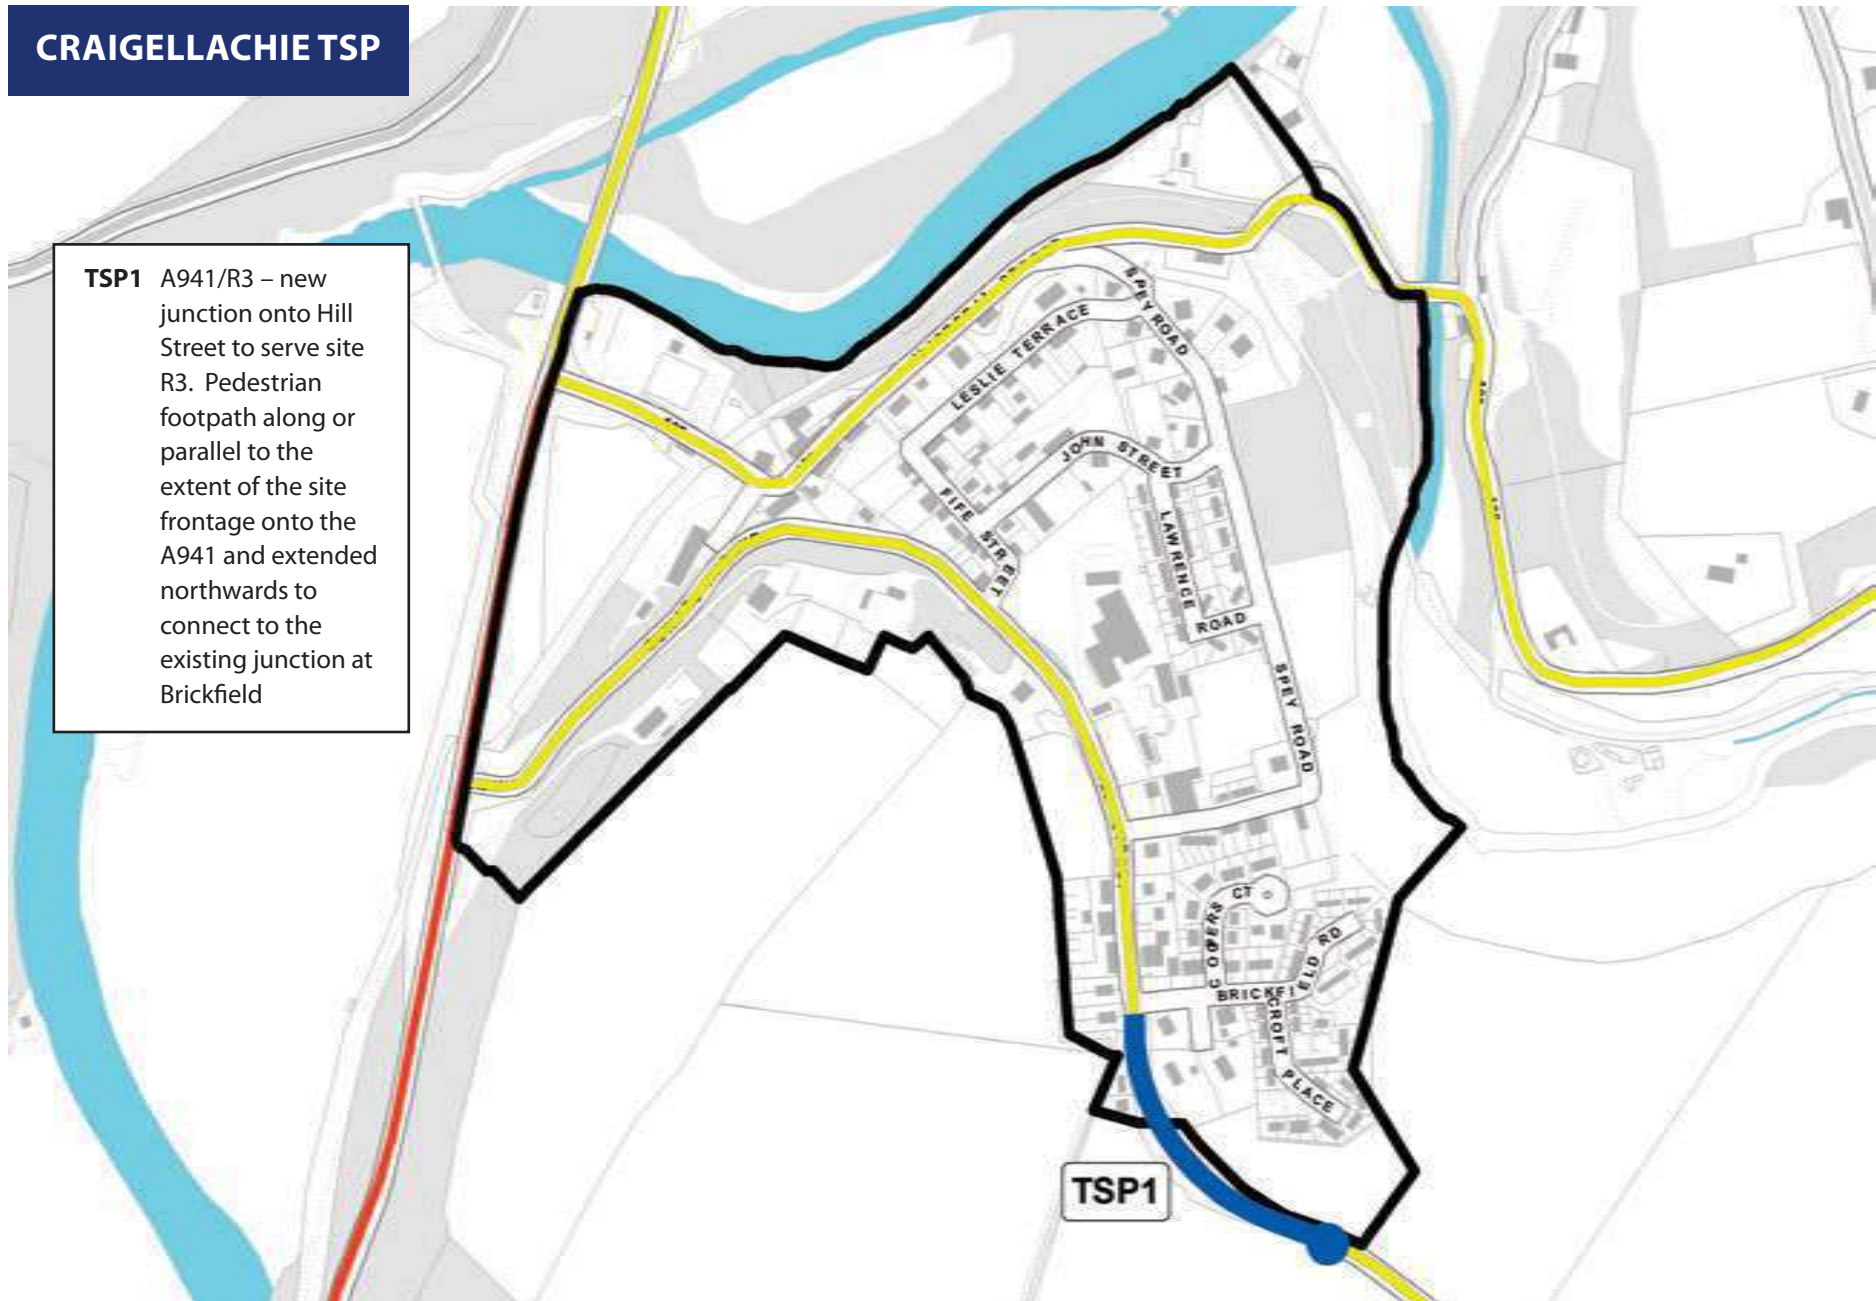 CRAIGELLACHIE TSP
TSP1 A941/R3 – new
junction onto Hill
Street to serve site
R3. Pedestrian
footpath along or
parallel to the
extent of the site
frontage onto the
A941 and extended
northwards to
connect to the
existing junction at
Brickfield
SPEY ROAD
LESLIE TERRACE
JOHN STREET
FIFE STREET
LAWRENCE
ROAD
SPEY ROAD
COOPERS CT
BRICKFIELD RD
CROFT PLACE
TSP1